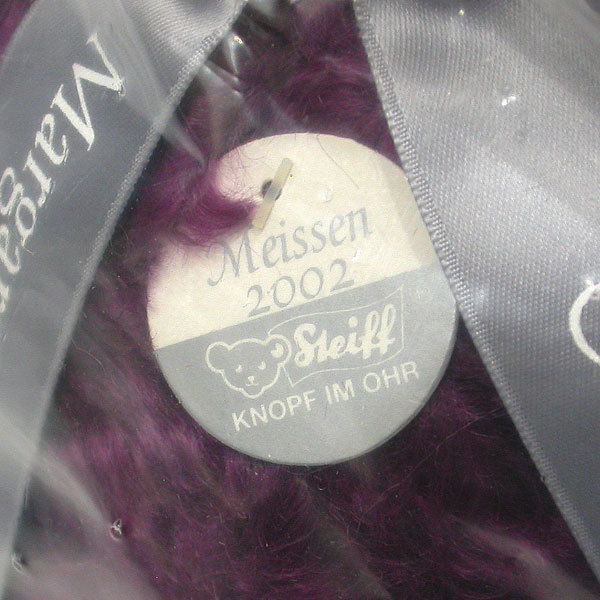 Meissen
2002
Steiff
KNOPF IM OHR